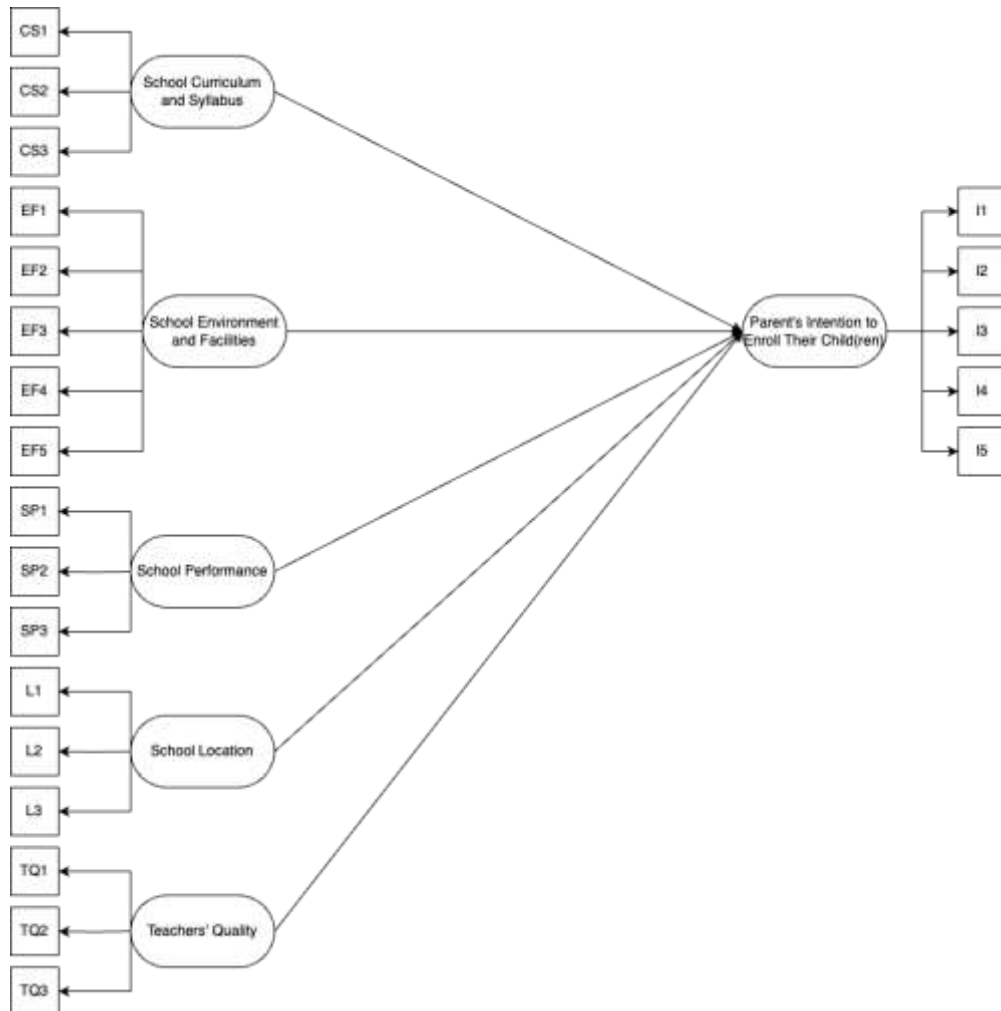 CS1
School Curriculum
and Syllabus
CS2
CS3
EF1
I1
EF2
I2
School Environment
and Facilities
EF3
Parent's Intention to
Enroll Their Child(ren)
I3
EF4
I4
EF5
I5
SP1
SP2
School Performance
SP3
L1
L2
School Location
L3
TQ1
TQ2
Teachers' Quality
TQ3